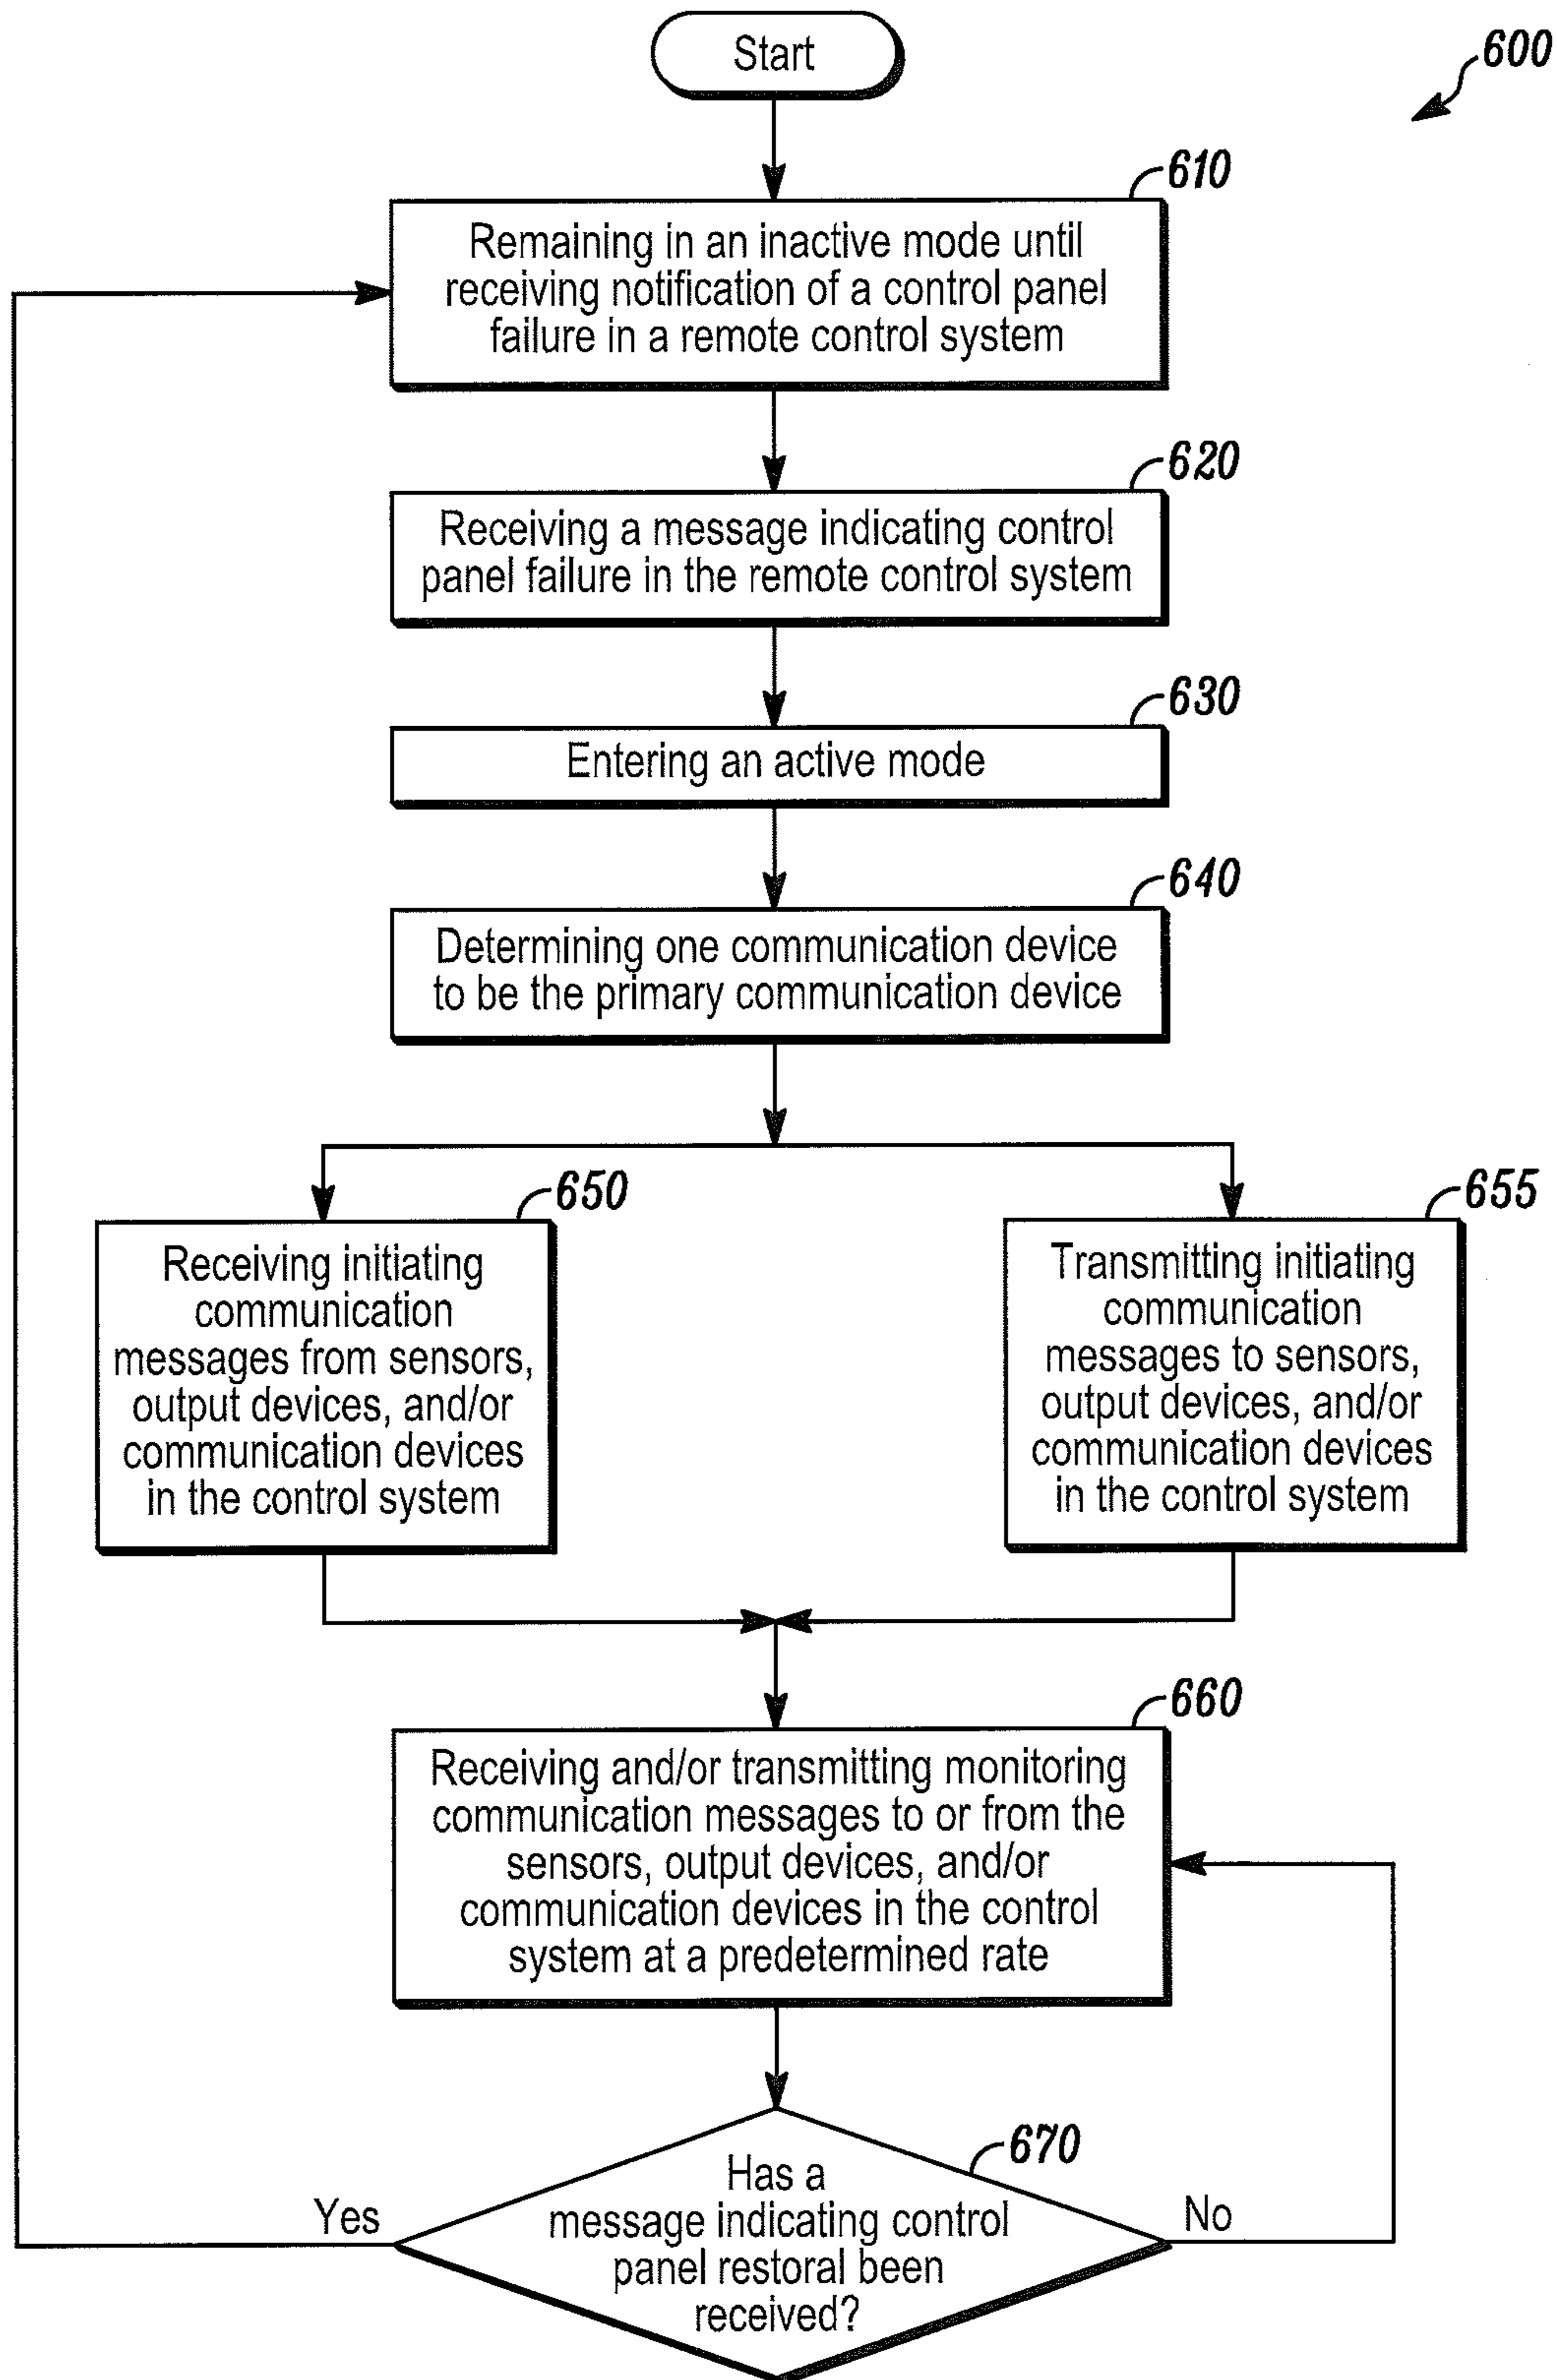 Start
600
610
Remaining in an inactive mode until
receiving notification of a control panel
failure in a remote control system
620
Receiving a message indicating control
panel failure in the remote control system
630
Entering an active mode
640
Determining one communication device
to be the primary communication device
650
Receiving initiating
communication
messages from sensors,
output devices, and/or
communication devices
in the control system
655
Transmitting initiating
communication
messages to sensors,
output devices, and/or
communication devices
in the control system
660
Receiving and/or transmitting monitoring
communication messages to or from the
sensors, output devices, and/or
communication devices in the control
system at a predetermined rate
670
Has a
message indicating control
panel restoral been
received?
Yes
No